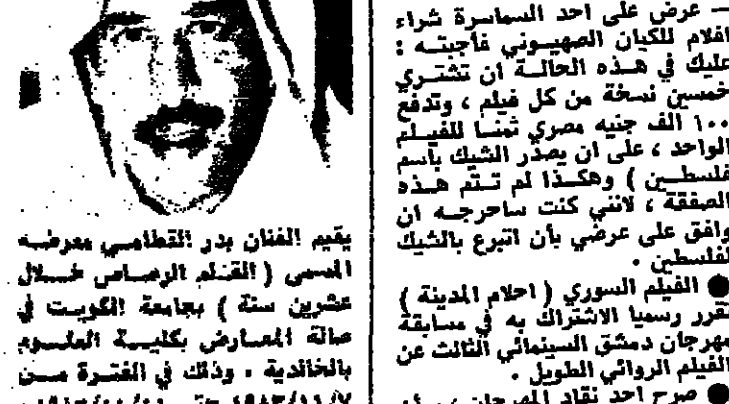 — عرض على احد السماسرة شراء
افلام للكيان الصهيوني فأجبته :
عليك في هذه الحالة ان تشتري
خمسين نسخة من كل فيلم ، وتدفع
١٠٠ الف جنيه مصري ثمنا للفيلم
الواحد ، على ان يصدر الشيك باسم
فلسطين ) وهكذا لم تتم هذه
الصفقة ، لانني كنت ساحرجه ان
وافق على عرضي بأن اتبرع بالشيك
لفلسطين .
● الفيلم السوري ( احلام المدينة )
تقرر رسميا الاشتراك به في مسابقة
مهرجان دمشق السينمائي الثالث عن
الفيلم الروائي الطويل .
● صرح احد نقاد المهرجان
يقيم الفنان بدر القطامي معرضه
المسمى ( القلم الرصاص خلال
عشرين سنة ) بجامعة الكويت في
صالة المعارض بكلية العلوم
بالخالدية ، وذلك في الفترة من